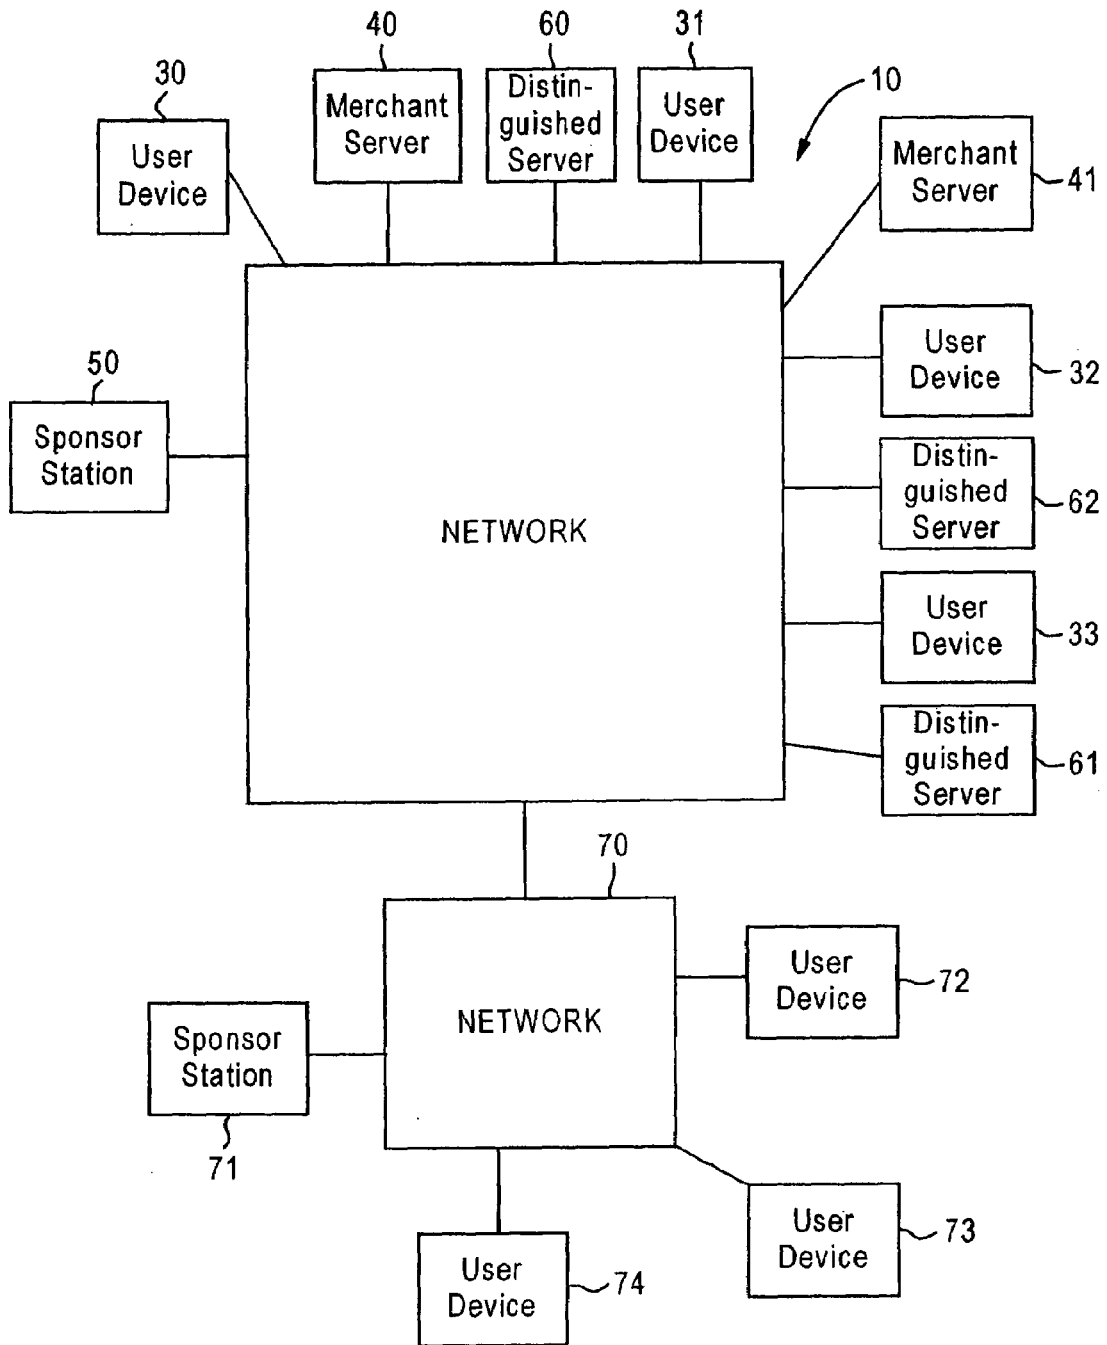 40
60
31
30
10
Merchant
Server
Distin-
guished
Server
User
Device
User
Device
Merchant
Server
41
User
Device
32
50
Sponsor
Station
Distin-
guished
Server
62
NETWORK
User
Device
33
Distin-
guished
Server
61
70
User
Device
72
NETWORK
Sponsor
Station
71
User
Device
73
User
Device
74